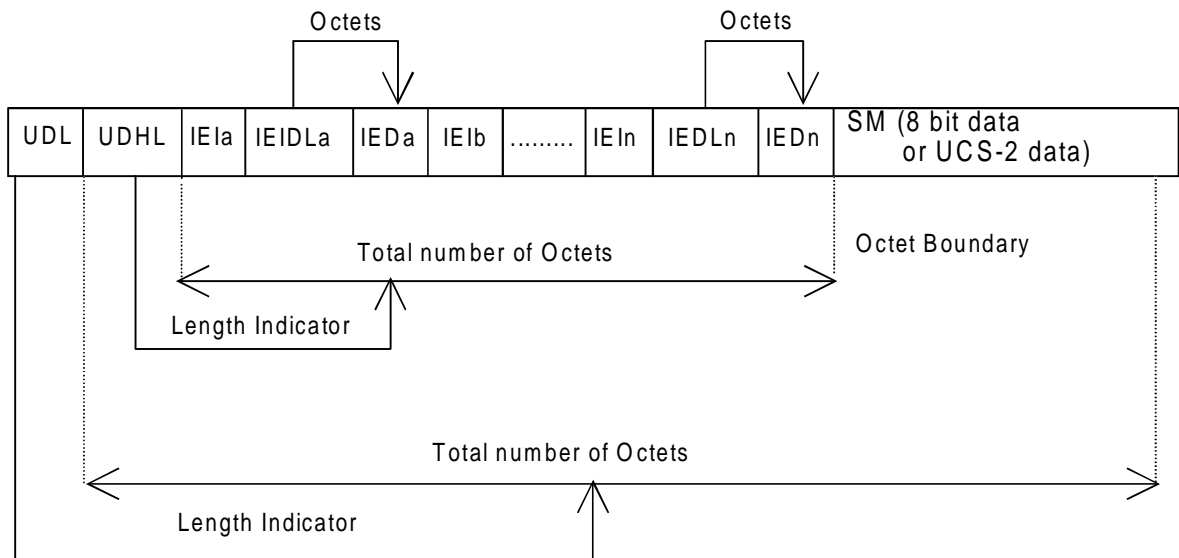 Octets
Octets
UDL
UDHL
IEIa
IEIDLa
IEDa
IEIb
.........
IEIn
IEDLn
IEDn
SM (8 bit data
or UCS-2 data)
Total number of Octets
Octet Boundary
Length Indicator
Total number of Octets
Length Indicator